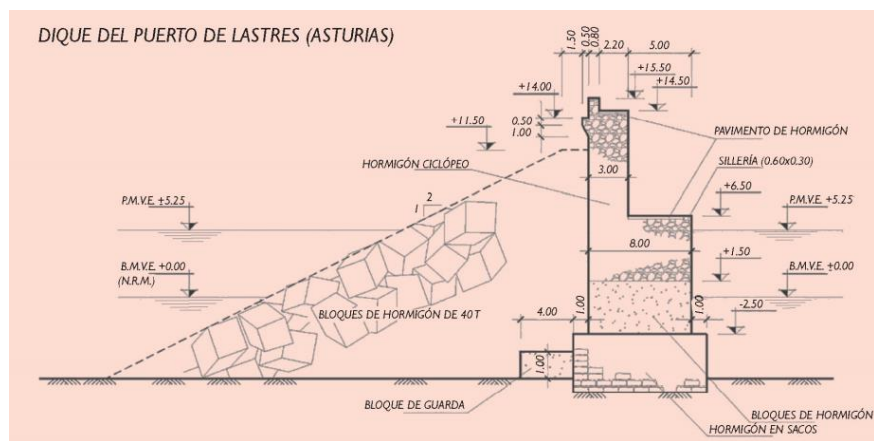 DIQUE DEL PUERTO DE LASTRES (ASTURIAS)
1.50
0.50
0.80
2.20
5.00
+15.50
+14.50
+14.00
+11.50
0.50
1.00
PAVIMENTO DE HORMIGÓN
HORMIGÓN CICLÓPEO
SILLERÍA (0.60x0.30)
3.00
+6.50
P.M.V.E. ±5.25
2
1
P.M.V.E. +5.25
8.00
+1.50
B.M.V.E. +0.00
(N.R.M.)
B.M.V.E. ±0.00
BLOQUES DE HORMIGÓN DE 40 T
4.00
1.00
1.00
-2.50
1.00
BLOQUE DE GUARDA
BLOQUES DE HORMIGÓN
HORMIGÓN EN SACOS